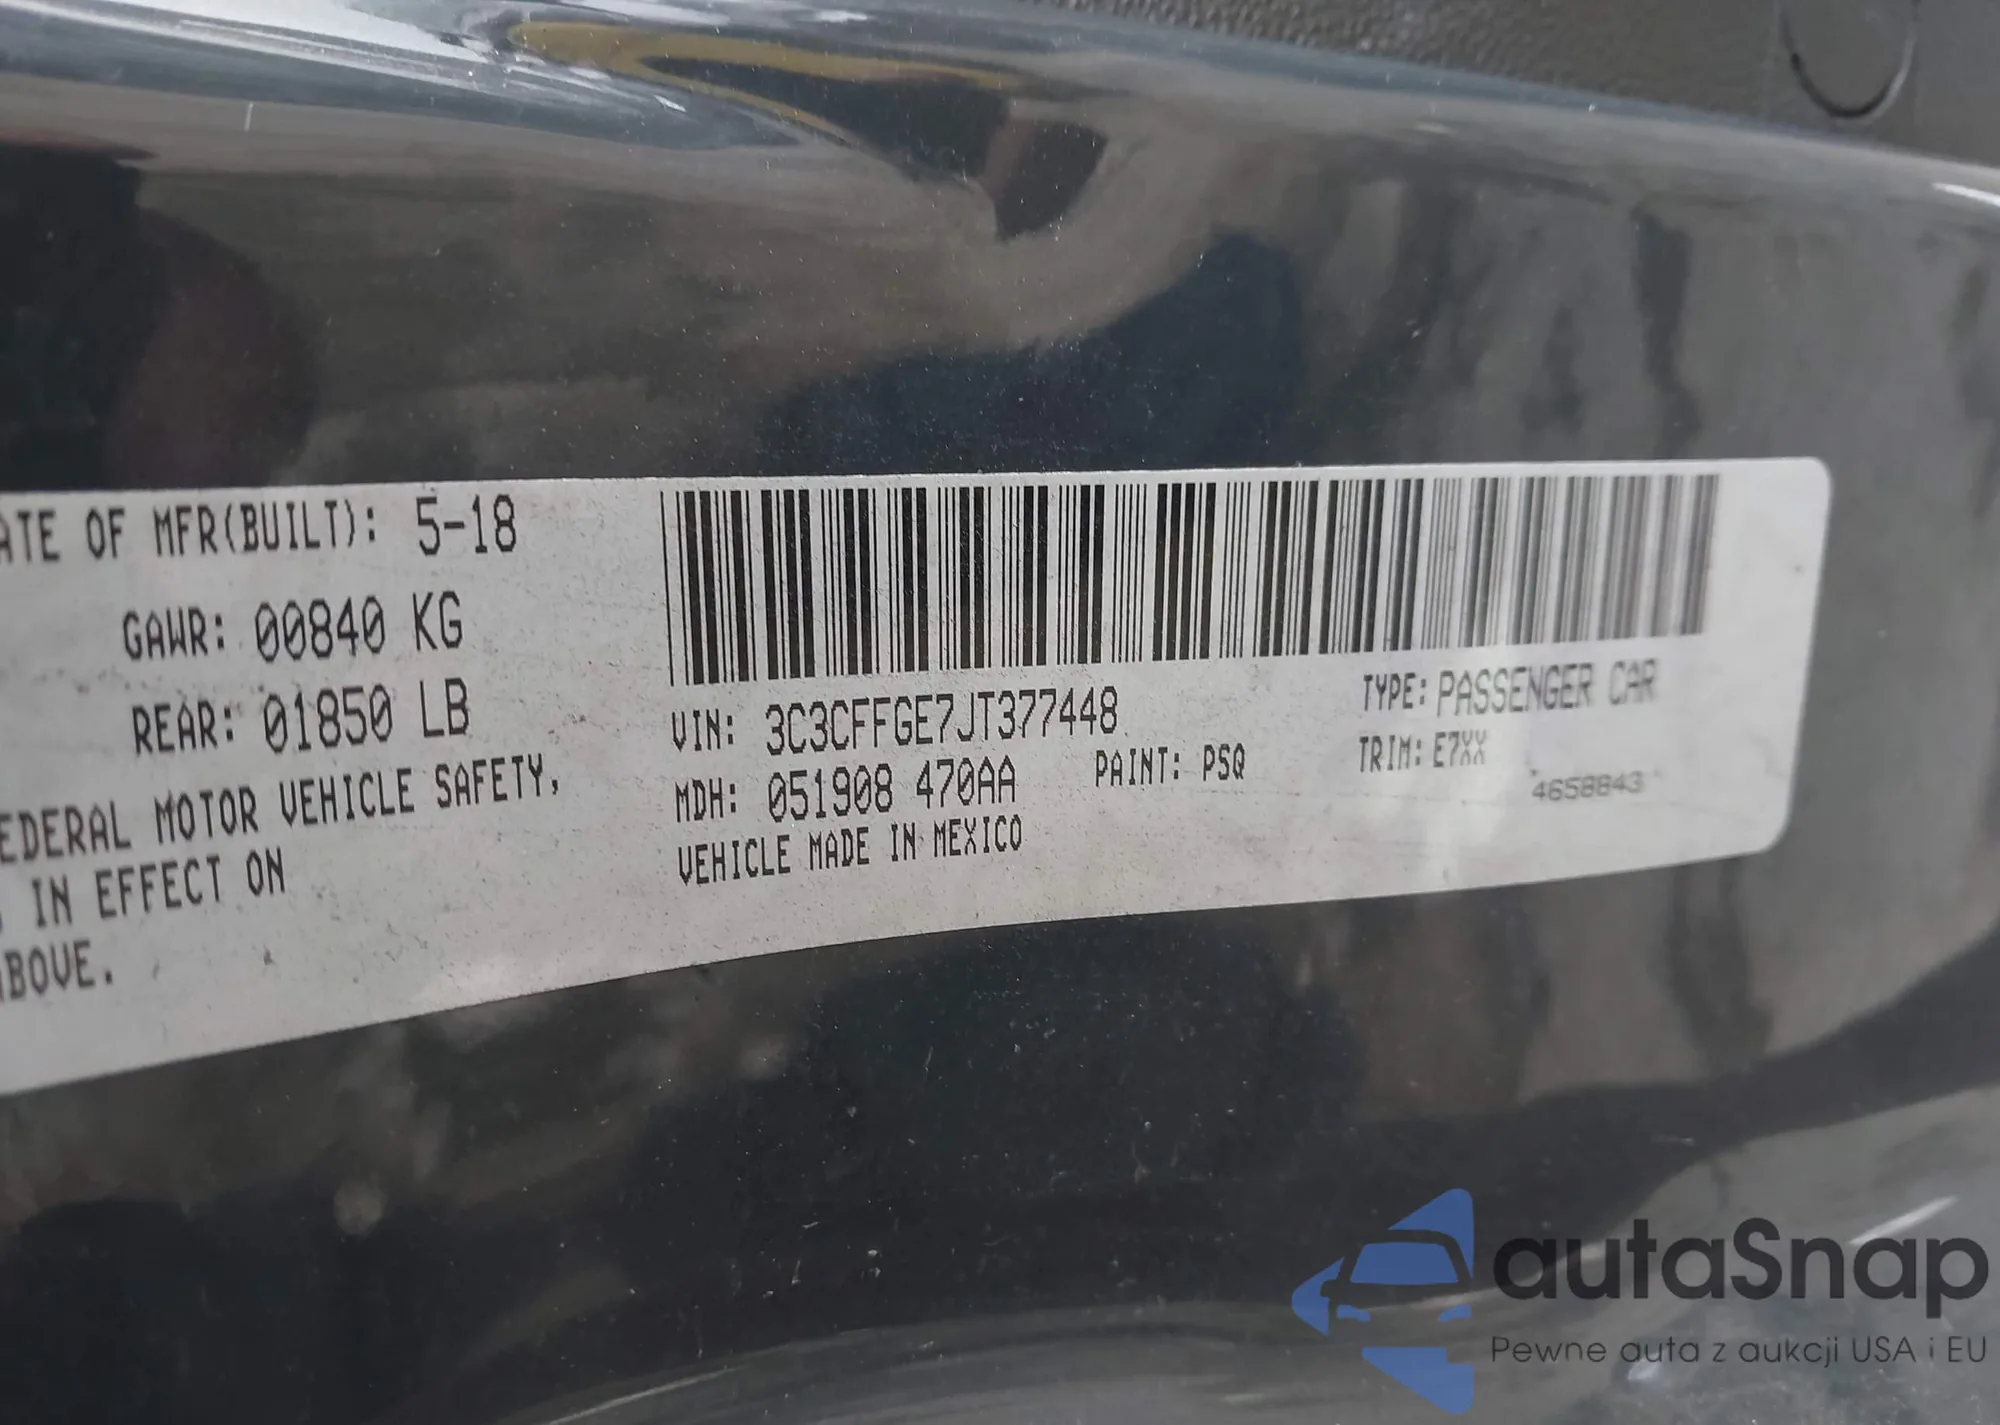 ATE OF MFR(BUILT): 5-18
GAWR: 00840 KG
REAR: 01850 LB
EDERAL MOTOR VEHICLE SAFETY,
IN EFFECT ON
ABOVE.
VIN: 3C3CFFGE7JT377448
MDH: 051908 470AA
PAINT: PSQ
VEHICLE MADE IN MEXICO
TYPE: PASSENGER CAR
TRIM: E7XX
4658843
autaSnap
Pewne auta z aukcji USA i EU